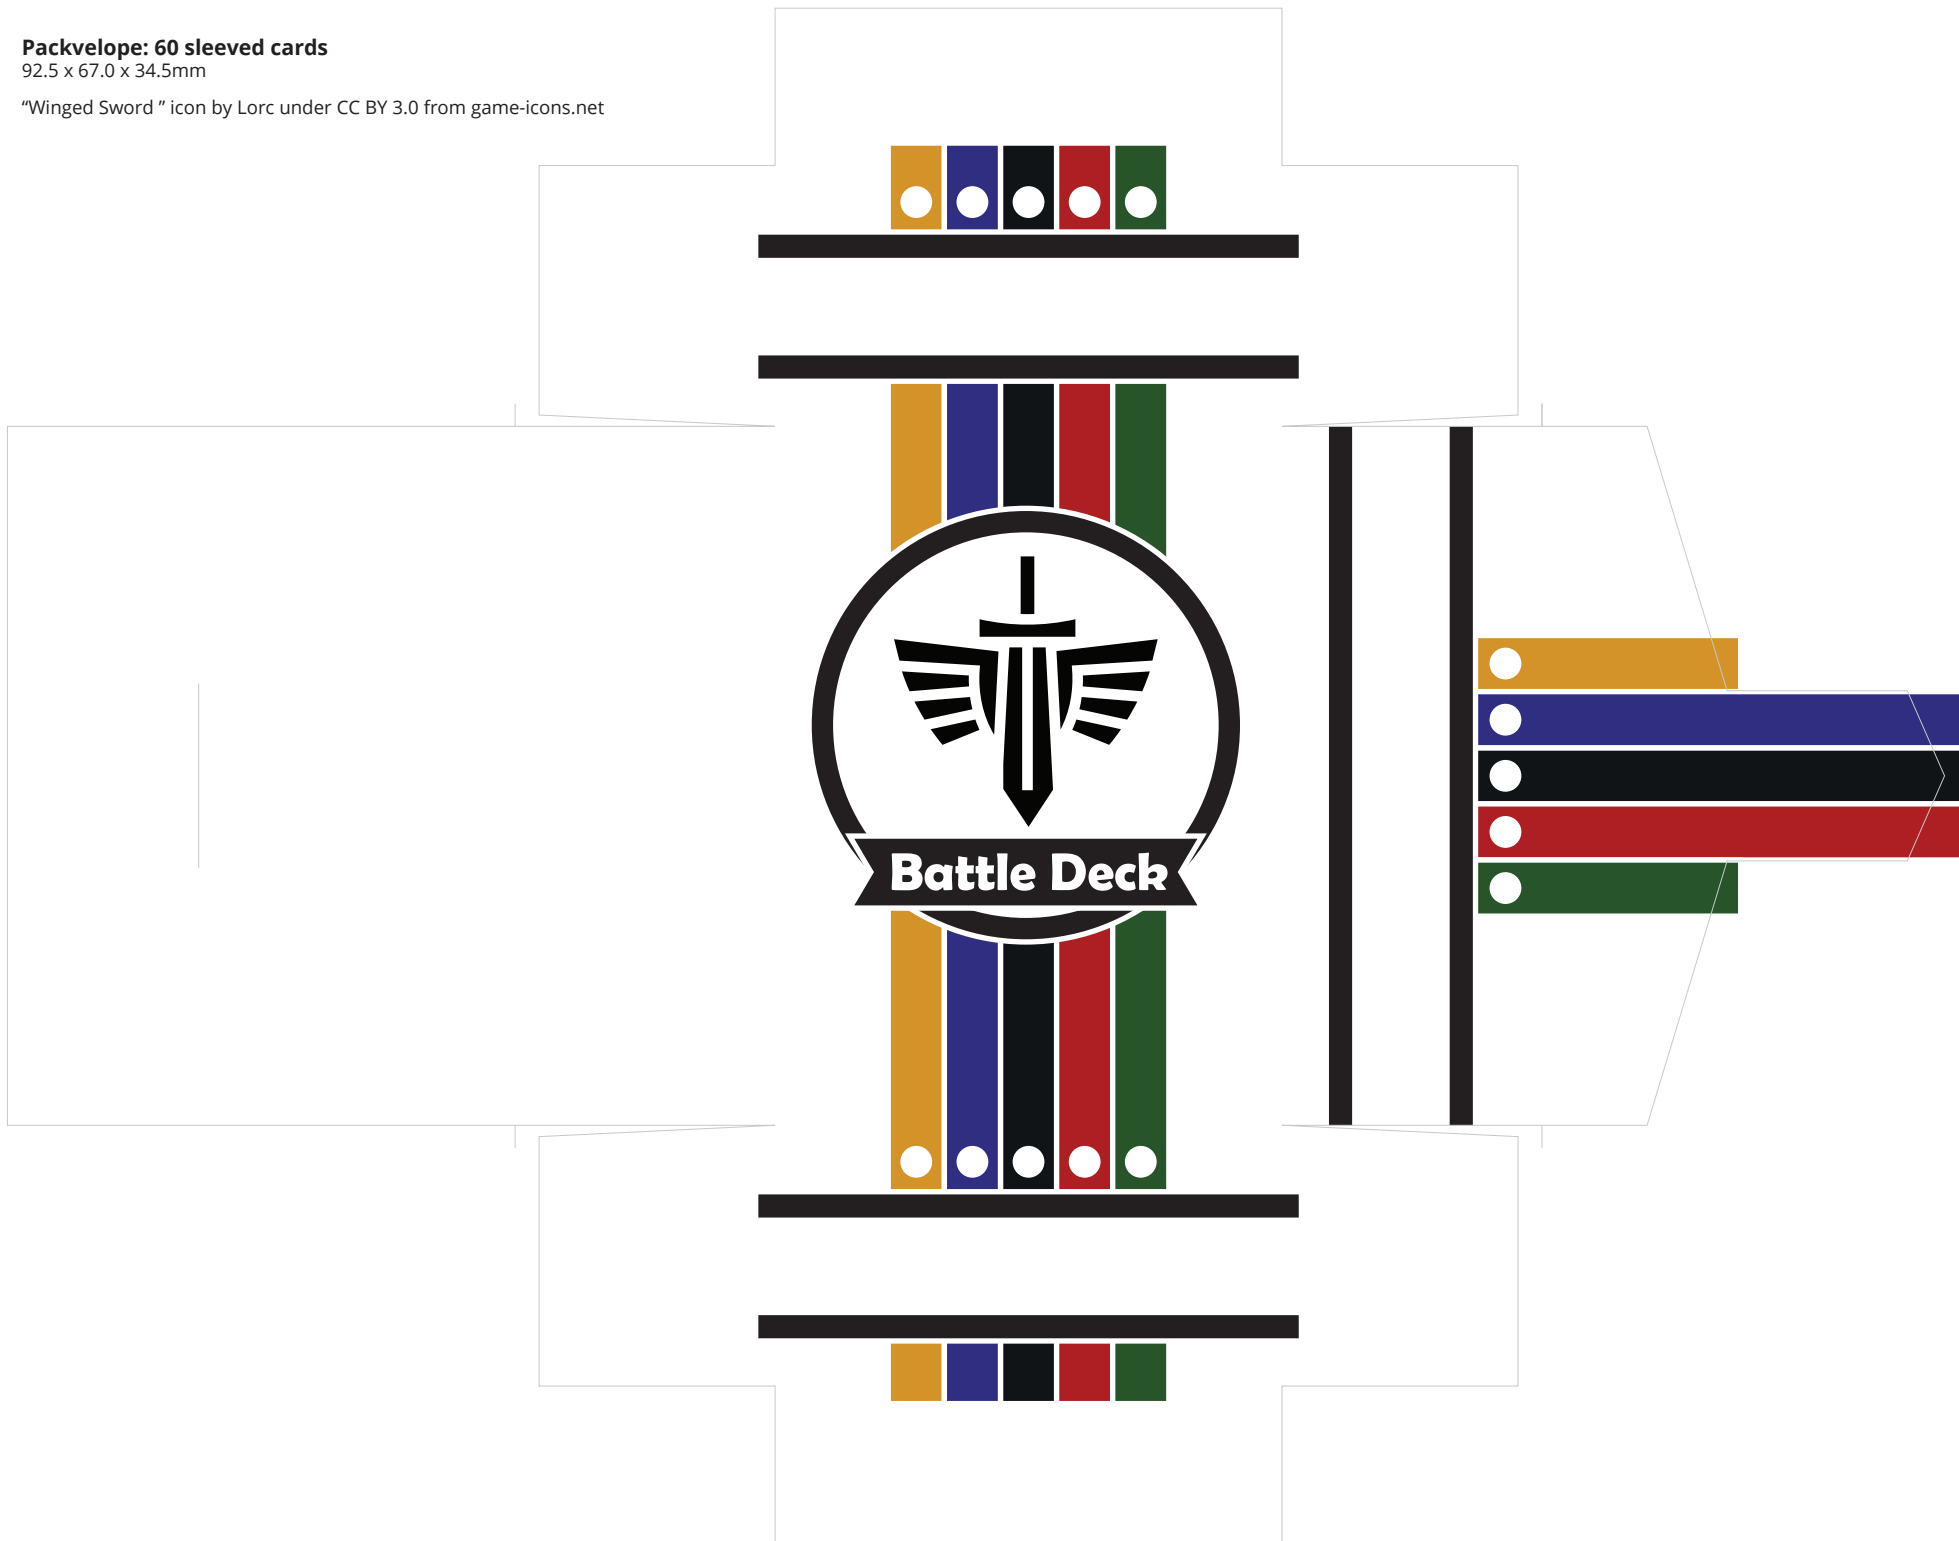 Packvelope: 60 sleeved cards
92.5 x 67.0 x 34.5mm
“Winged Sword ” icon by Lorc under CC BY 3.0 from game-icons.net
Battle Deck